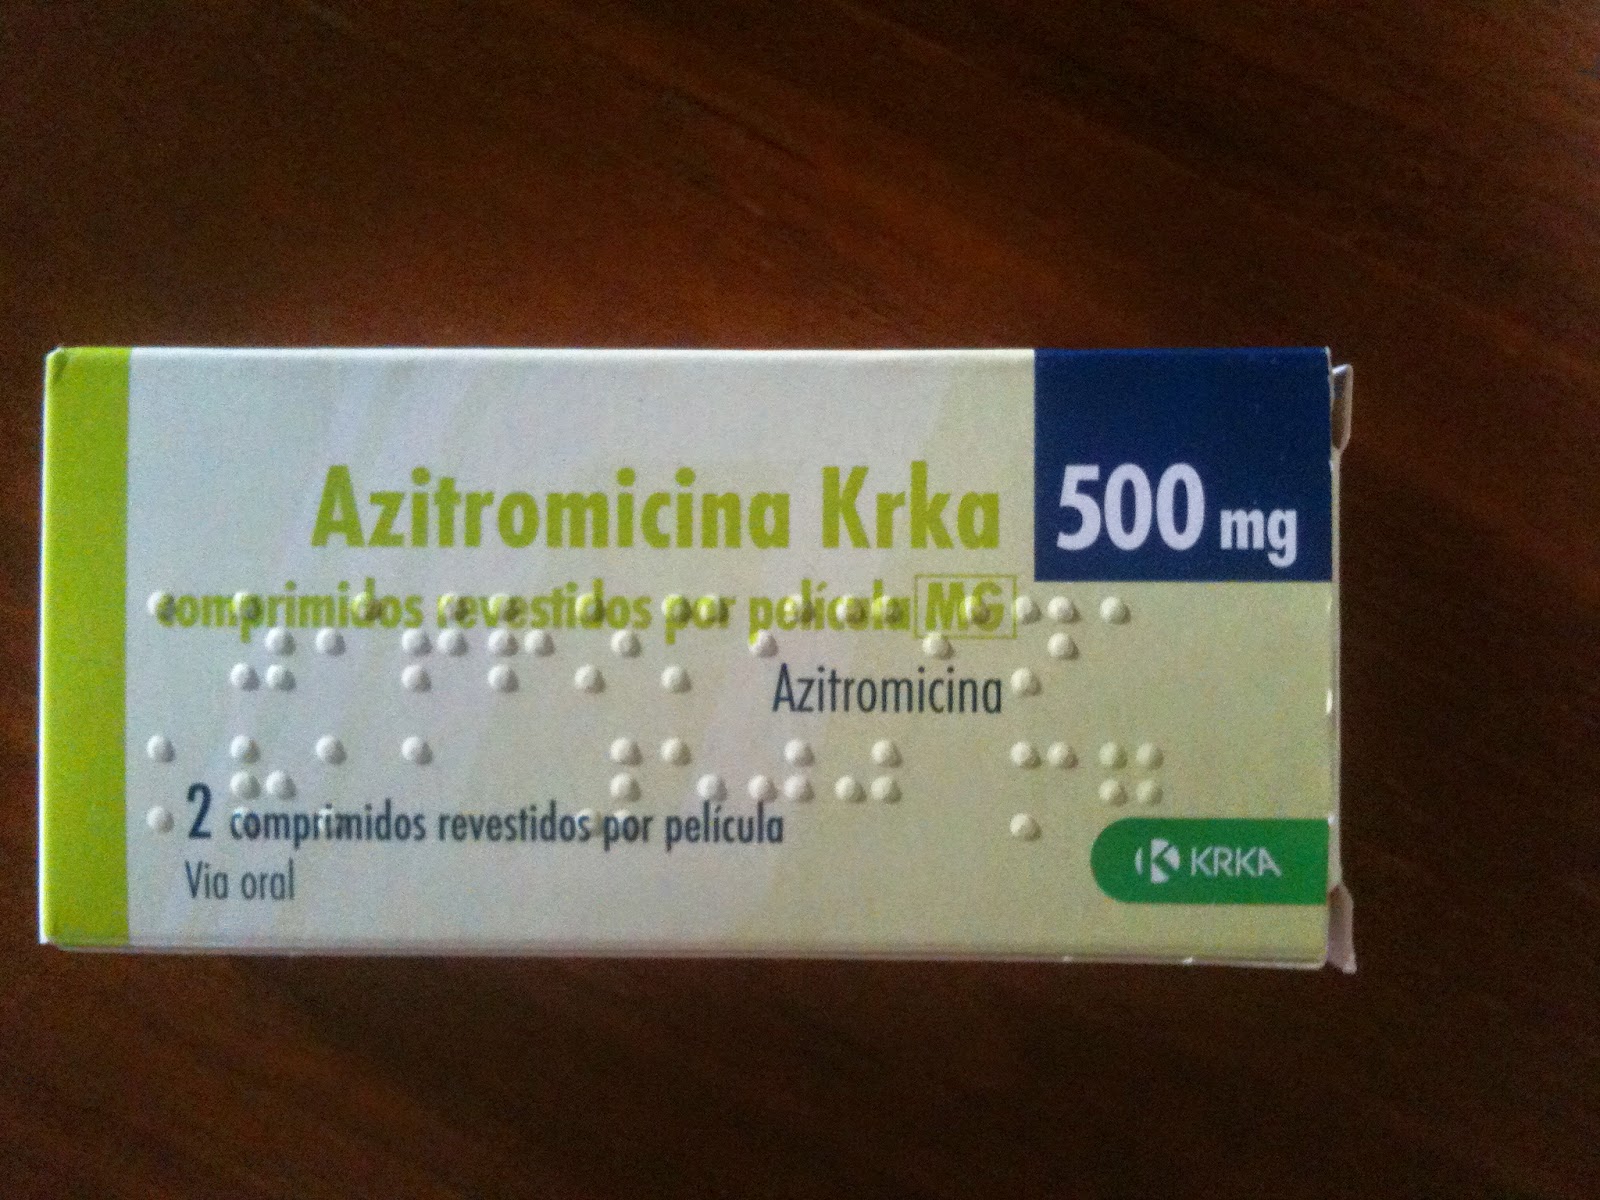 Azitromicina Krka 500 mg
comprimidos revestidos por película MG
Azitromicina
2 comprimidos revestidos por película
Via oral
KRKA